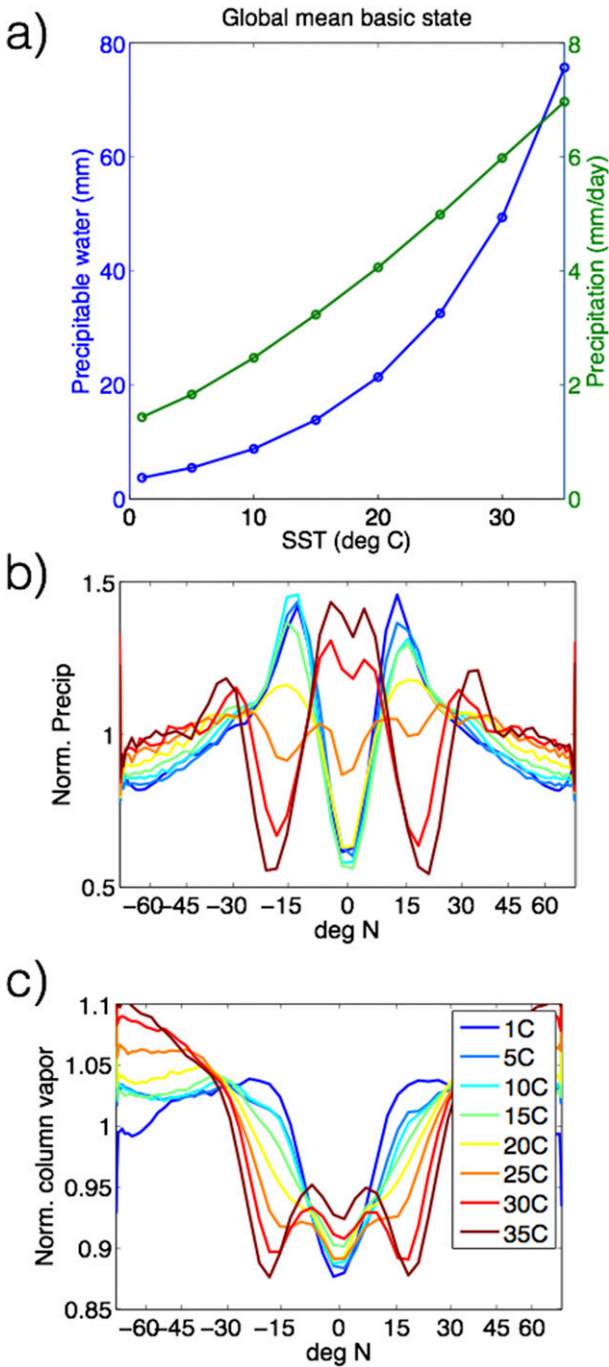 a)
Global mean basic state
80
60
40
20
0
Precipitable water (mm)
8
6
4
2
0
Precipitation (mm/day)
0
10
20
30
SST (deg C)
b)
1.5
1
0.5
Norm. Precip
−60 −45 −30 −15 0 15 30 45 60
deg N
c)
1.1
1.05
1
0.95
0.9
0.85
Norm. column vapor
1C
5C
10C
15C
20C
25C
30C
35C
−60 −45 −30 −15 0 15 30 45 60
deg N